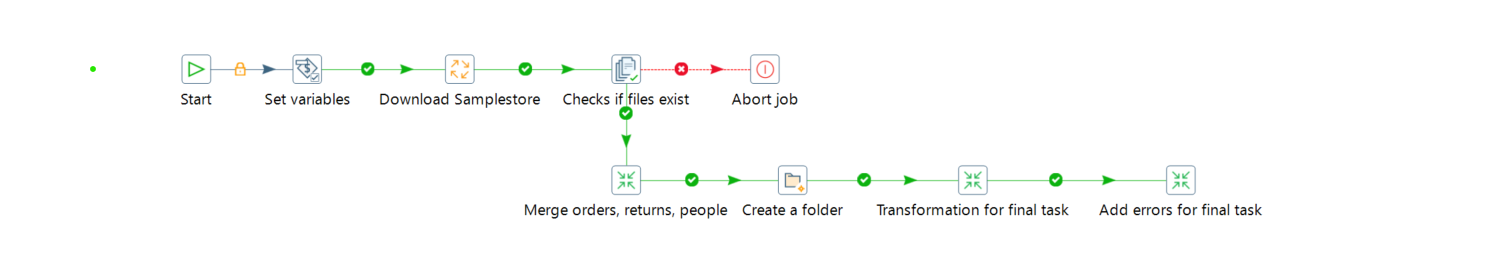 Start
Set variables
Download Samplestore
Checks if files exist
Abort job
Merge orders, returns, people
Create a folder
Transformation for final task
Add errors for final task